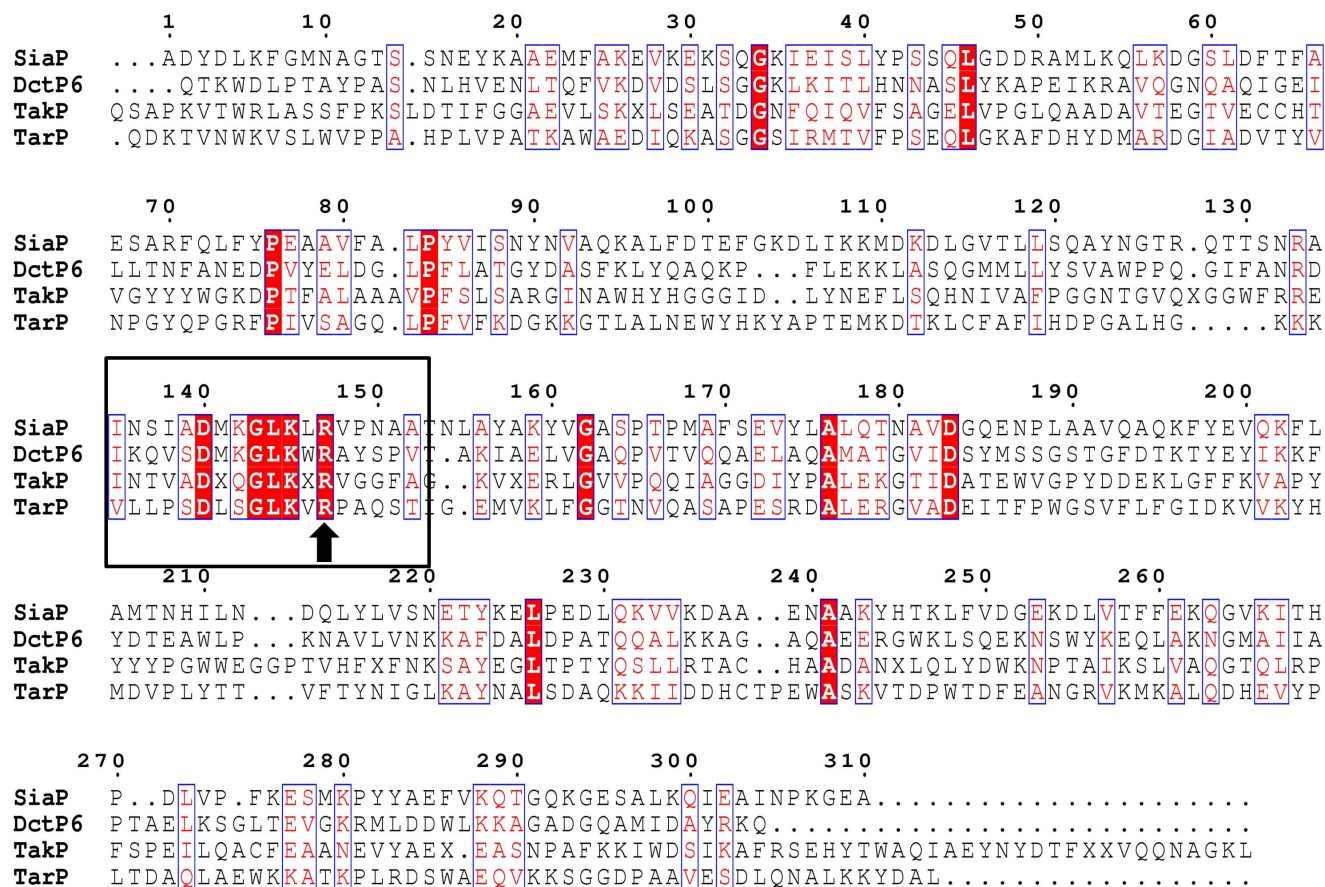 1 10 20 30 40 50 60
SiaP ...ADYDLKFGMNAGTS.SNEYKAAEMFAKEVKEKSQGKIEISLYPSSQLGDDRAMLKQLKDGSLDFTFA
DctP6 ....QTKWDLPTAYPAS.NLHVENLTQFVKDVDSLSGGKLKITLHNNASLYKAPEIKRAVQGNQAQIGEI
TakP QSAPKVTWRLASSFPKSLDTIFGGAEVLSKXLSEATDGNFQIQVFSAGELVPGLQAADAVTEGTVECCHT
TarP .QDKTVNWKVSLWVPPA.HPLVPATKAWAEDIQKASGGSIRMTVFPSEQLGKAFDHYDMARDGIADVTYV
70 80 90 100 110 120 130
SiaP ESARFQLFYPEAAVFA.LPYVISNYNVAQKALFDTEFGKDLIKKMDKDLGVTLLSQAYNGTR.QTTSNRA
DctP6 LLTNFANEDPVYELDG.LPFLATGYDASFKLYQAQKP...FLEKKLASQGMMLLYSVAWPPQ.GIFANRD
TakP VGYYYWGKDPTFALAAAVPFSLSARGINAWHYHGGGID..LYNEFLSQHNIVAFPGGNTGVQXGGWFRRE
TarP NPGYQPGRFPIVSAGQ.LPFVFKDGKKGTLALNEWYHKYAPTEMKDTKLCFAFIHDPGALHG.....KK
140 150 160 170 180 190 200
SiaP INSIADMKGLKLRVPNAATNLAYAKYVGASPTPMAFSEVYLALQTNAVDGQENPLAAVQAQKFYEVQKFL
DctP6 IKQVSDMKGLKWRAYSPVT.AKIAELVGAQPVTVQQAELAQAMATGVIDSYMSSGSTGFDTKTYEYIKKF
TakP INTVADXQGLKXRVGGFAG..KVXERLGVVPQQIAGGDIYPALEKGTIDATEWVGPYDDEKLGFFKVAPY
TarP VLLPSDLSGLKVRPAQSTIG.EMVKLFGGTNVQASAPESRDALERGVADEITFPWGSVFLFGIDKVVKYH
210 220 230 240 250 260
SiaP AMTNHILN...DQLYLVSNETYKELPEDLQKVVKDAA..ENAAKYHTKLFVDGEKDLVTFFEKQGVKITH
DctP6 YDTEAWLP...KNAVLVNKKAFDALDPATQQALKKAG..AQAEERGWKLSQEKNSWYKEQLAKNGMAIIA
TakP YYYPGWWEGGPTVHFXFNKSAYEGLTPTYQSLLRTAC..HAADANXLQLYDWKNPTAIKSLVAQGTQLRP
TarP MDVPLYTT...VFTYNIGLKAYNALSDAQKKIIDDHCTPEWASKVTDPWTDFEANGRVKMKALQDHEVYP
270 280 290 300 310
SiaP P..DLVP.FKESMKPYYAEFVKQTGQKGESALKQIEAINPKGEA......................
DctP6 PTAELKSGLTEVGKRMLDDWLKKAGADGQAMIDAYRKQ............................
TakP FSPEILQACFEAANEVYAEX.EASNPAFKKIWDSIKAFRSEHYTWAQIAEYNYDTFXXVQQNAGKL
TarP LTDAQLAEWKKATKPLRDSWAEQVKKSGGDPAAVESDLQNALKKYDAL..................